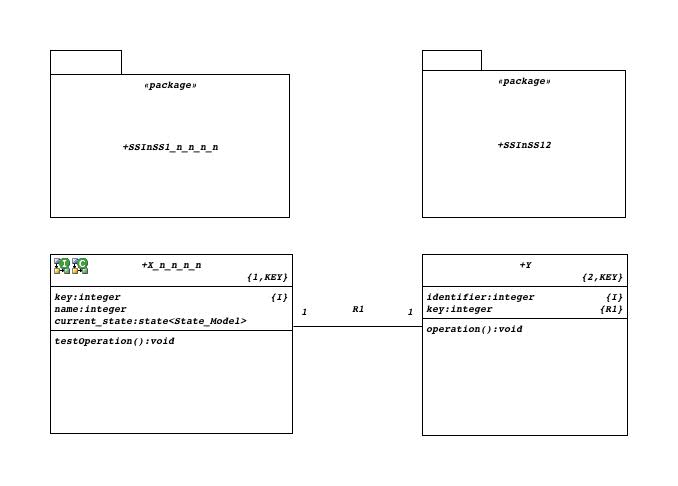 «package»
+SSInSS1_n_n_n_n
«package»
+SSInSS12
I C
+X_n_n_n_n
{1,KEY}
key:integer {I}
name:integer
current_state:state<State_Model>
testOperation():void
1 R1 1
+Y
{2,KEY}
identifier:integer {I}
key:integer {R1}
operation():void